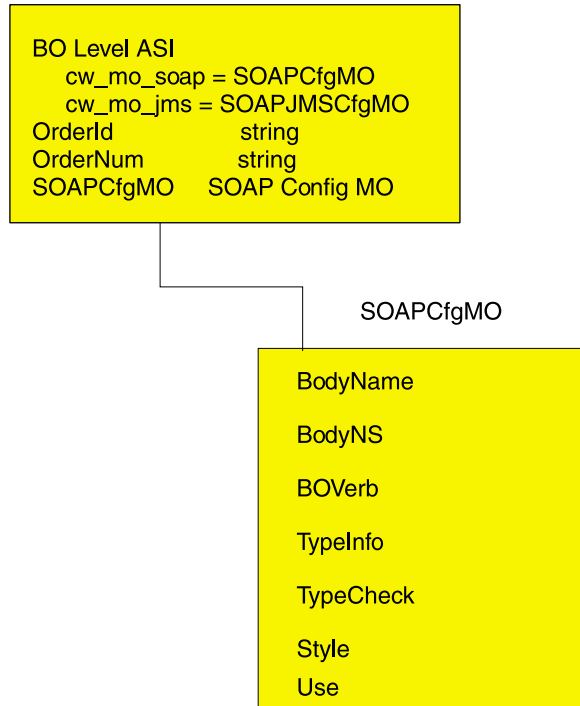 BO Level ASI
cw_mo_soap = SOAPCfgMO
cw_mo_jms = SOAPJMSCfgMO
OrderId string
OrderNum string
SOAPCfgMO SOAP Config MO
SOAPCfgMO
BodyName
BodyNS
BOVerb
TypeInfo
TypeCheck
Style
Use